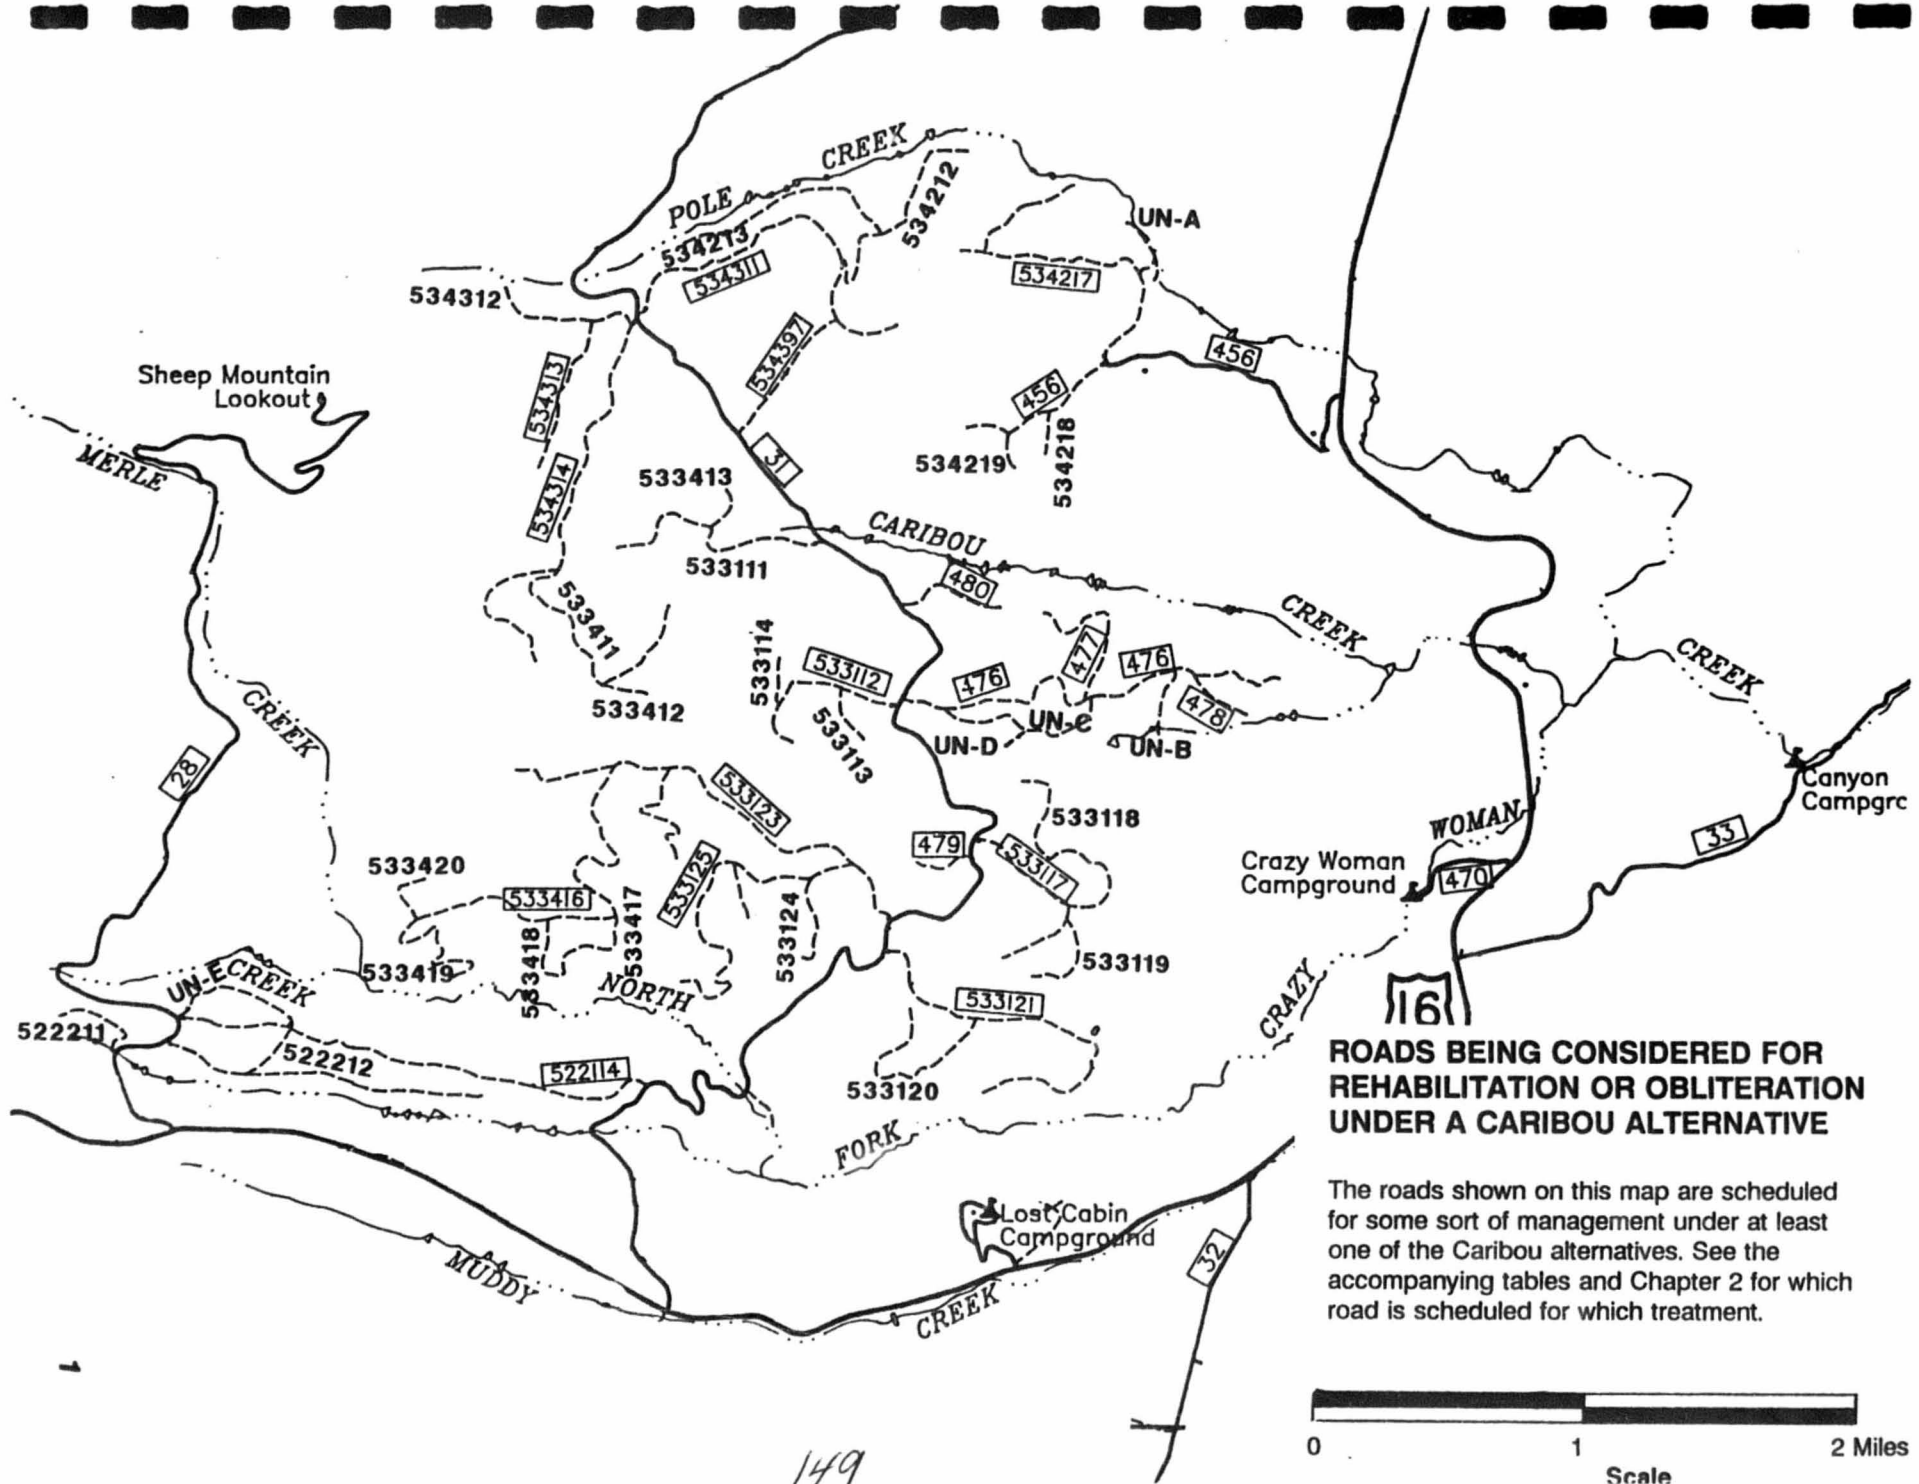 CREEK
POLE
534212
UN-A
534213
534311
534217
534312
534397
456
Sheep Mountain
Lookout
534313
456
534218
31
534219
MERLE
534314
533413
CARIBOU
533111
480
CREEK
533411
533114
533112
477
476
476
CREEK
533412
478
CREEK
UN-C
533113
UN-D
UN-B
28
Canyon
Campgrc
533123
533118
WOMAN
33
479
533117
Crazy Woman
Campground
470
533420
533125
533416
533417
533124
533418
533419
533119
UN-E
CREEK
NORTH
533121
CRAZY
16
522211
522212
522114
533120
FORK
ROADS BEING CONSIDERED FOR
REHABILITATION OR OBLITERATION
UNDER A CARIBOU ALTERNATIVE
The roads shown on this map are scheduled
for some sort of management under at least
one of the Caribou alternatives. See the
accompanying tables and Chapter 2 for which
road is scheduled for which treatment.
Lost Cabin
Campground
32
MUDDY
CREEK
1
0 1 2 Miles
Scale
149